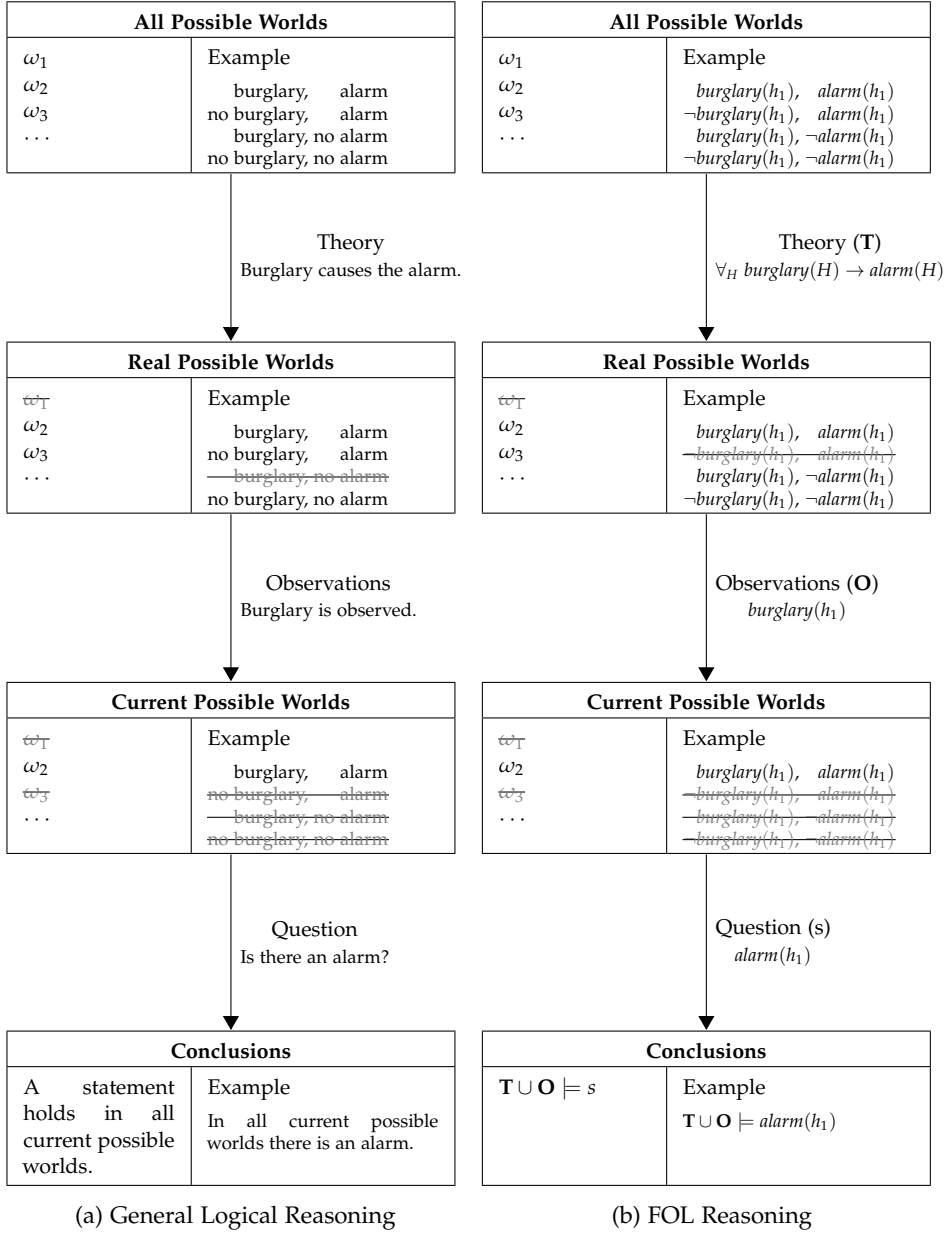 All Possible Worlds
ω1
ω2
ω3
. . .
Example
burglary, alarm
no burglary, alarm
burglary, no alarm
no burglary, no alarm
Theory
Burglary causes the alarm.
Real Possible Worlds
ω1
ω2
ω3
. . .
Example
burglary, alarm
no burglary, alarm
burglary, no alarm
no burglary, no alarm
Observations
Burglary is observed.
Current Possible Worlds
ω1
ω2
ω3
. . .
Example
burglary, alarm
no burglary, alarm
burglary, no alarm
no burglary, no alarm
Question
Is there an alarm?
Conclusions
A statement
holds in all
current possible
worlds.
Example
In all current possible
worlds there is an alarm.
(a) General Logical Reasoning
All Possible Worlds
ω1
ω2
ω3
. . .
Example
burglary(h1), alarm(h1)
¬burglary(h1), alarm(h1)
burglary(h1), ¬alarm(h1)
¬burglary(h1), ¬alarm(h1)
Theory (T)
∀H burglary(H) → alarm(H)
Real Possible Worlds
ω1
ω2
ω3
. . .
Example
burglary(h1), alarm(h1)
¬burglary(h1), alarm(h1)
burglary(h1), ¬alarm(h1)
¬burglary(h1), ¬alarm(h1)
Observations (O)
burglary(h1)
Current Possible Worlds
ω1
ω2
ω3
. . .
Example
burglary(h1), alarm(h1)
¬burglary(h1), alarm(h1)
burglary(h1), ¬alarm(h1)
¬burglary(h1), ¬alarm(h1)
Question (s)
alarm(h1)
Conclusions
T ∪ O ⊨ s
Example
T ∪ O ⊨ alarm(h1)
(b) FOL Reasoning